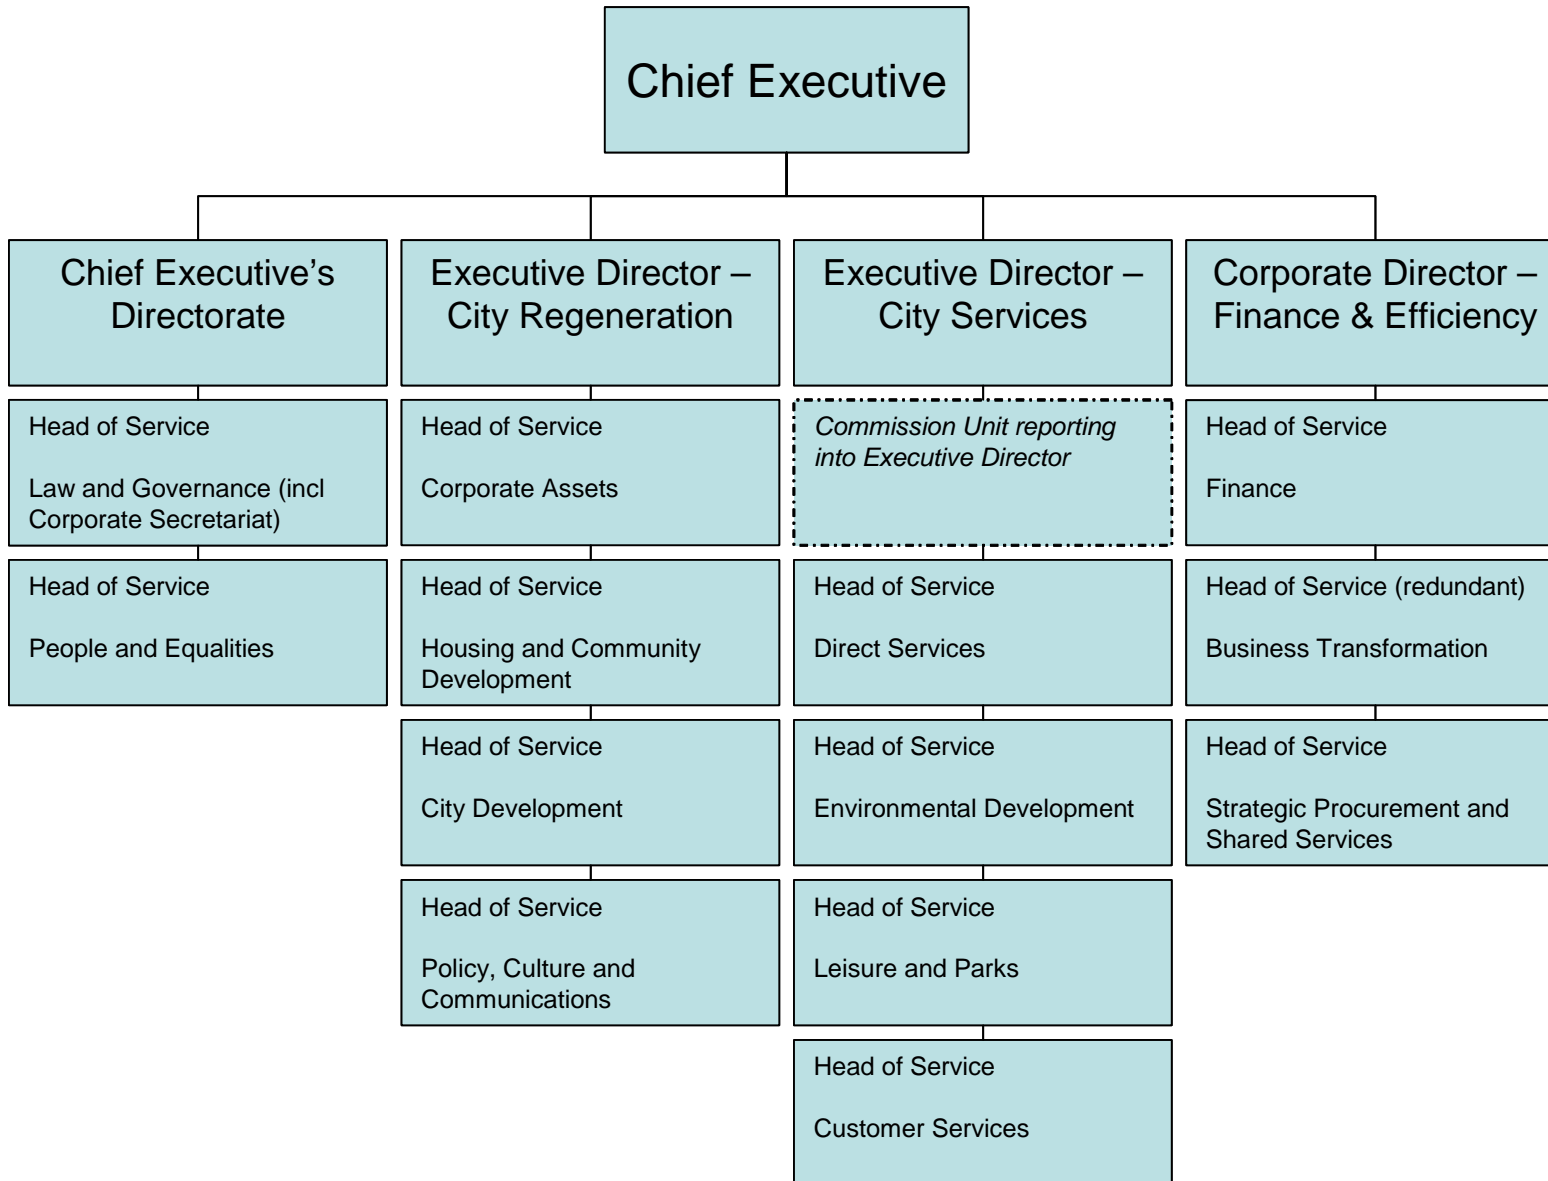 Chief Executive
Chief Executive’s
Directorate
Head of Service
Law and Governance (incl
Corporate Secretariat)
Head of Service
People and Equalities
Executive Director –
City Regeneration
Head of Service
Corporate Assets
Head of Service
Housing and Community
Development
Head of Service
City Development
Head of Service
Policy, Culture and
Communications
Executive Director –
City Services
Commission Unit reporting
into Executive Director
Head of Service
Direct Services
Head of Service
Environmental Development
Head of Service
Leisure and Parks
Head of Service
Customer Services
Corporate Director –
Finance & Efficiency
Head of Service
Finance
Head of Service (redundant)
Business Transformation
Head of Service
Strategic Procurement and
Shared Services